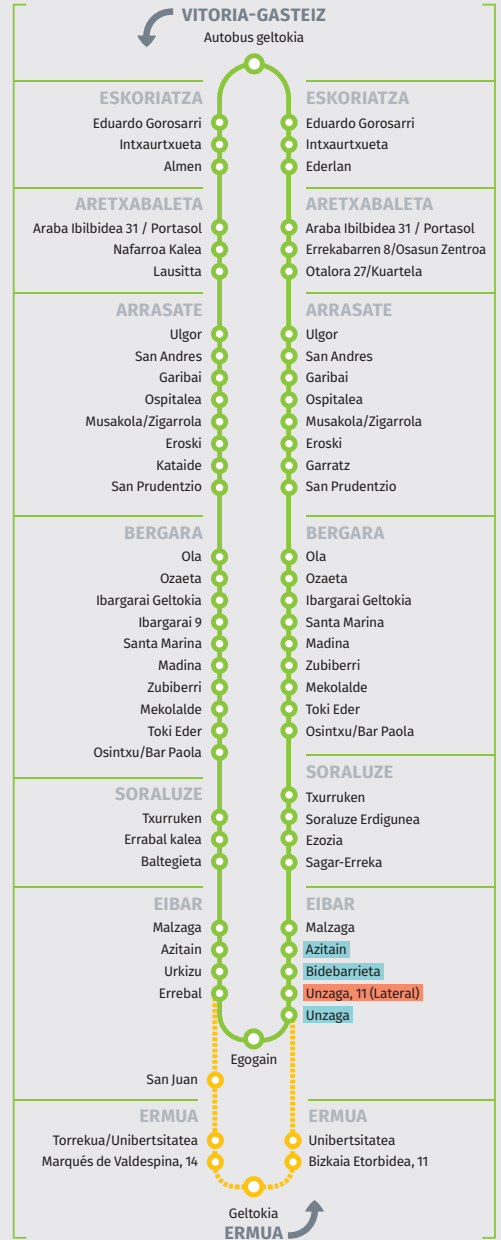 VITORIA-GASTEIZ
Autobus geltokia
ESKORIATZA
Eduardo Gorosarri
Intxaurtxueta
Almen
ARETXABALETA
Araba Ibilbidea 31 / Portasol
Nafarroa Kalea
Lausitta
ARRASATE
Ulgor
San Andres
Garibai
Ospitalea
Musakola/Zigarrola
Eroski
Kataide
San Prudentzio
BERGARA
Ola
Ozaeta
Ibargarai Geltokia
Ibargarai 9
Santa Marina
Madina
Zubiberri
Mekolalde
Toki Eder
Osintxu/Bar Paola
SORALUZE
Txurruken
Errabal kalea
Baltegieta
EIBAR
Malzaga
Azitain
Urkizu
Errebal
San Juan
ERMUA
Torrekua/Unibertsitatea
Marqués de Valdespina, 14
ESKORIATZA
Eduardo Gorosarri
Intxaurtxueta
Ederlan
ARETXABALETA
Araba Ibilbidea 31 / Portasol
Errekabarren 8/Osasun Zentroa
Otalora 27/Kuartela
ARRASATE
Ulgor
San Andres
Garibai
Ospitalea
Musakola/Zigarrola
Eroski
Garratz
San Prudentzio
BERGARA
Ola
Ozaeta
Ibargarai Geltokia
Santa Marina
Madina
Zubiberri
Mekolalde
Toki Eder
Osintxu/Bar Paola
SORALUZE
Txurruken
Soraluze Erdigunea
Ezozia
Sagar-Erreka
EIBAR
Malzaga
Azitain
Bidebarrieta
Unzaga, 11 (Lateral)
Unzaga
Egogain
ERMUA
Unibertsitatea
Bizkaia Etorbidea, 11
Geltokia
ERMUA